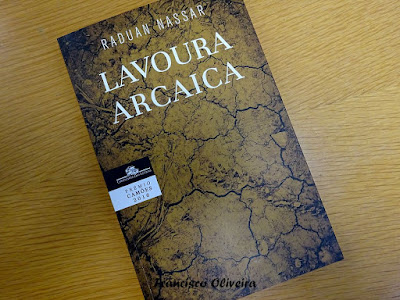 RADUAN NASSAR
LAVOURA
ARCAICA
PRÊMIO
CAMÕES
2016
Francisco Oliveira